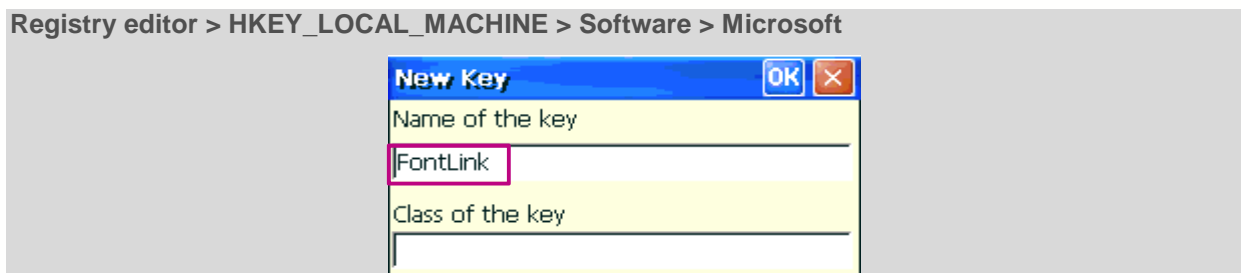 Registry editor > HKEY_LOCAL_MACHINE > Software > Microsoft
New Key OK
Name of the key
FontLink
Class of the key